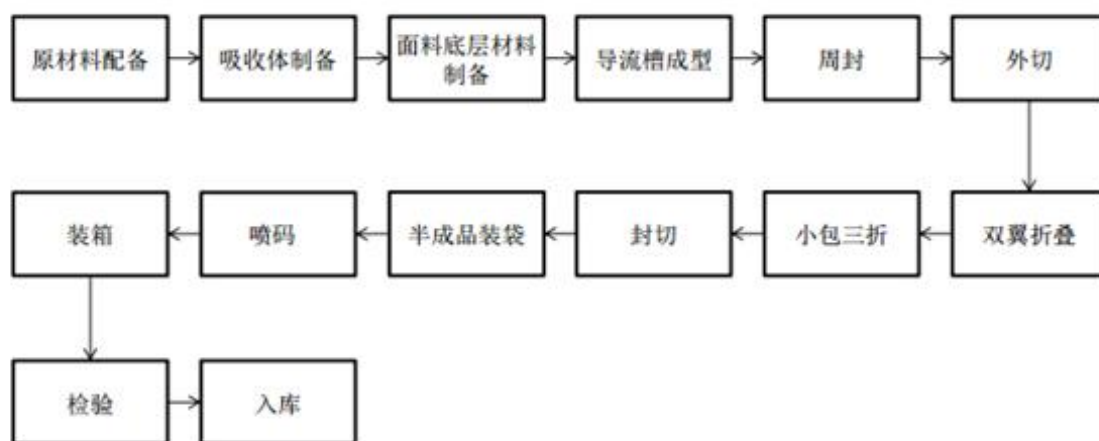 原材料配备
吸收体制备
面料底层材料
制备
导流槽成型
周封
外切
双翼折叠
小包三折
封切
半成品装袋
喷码
装箱
检验
入库